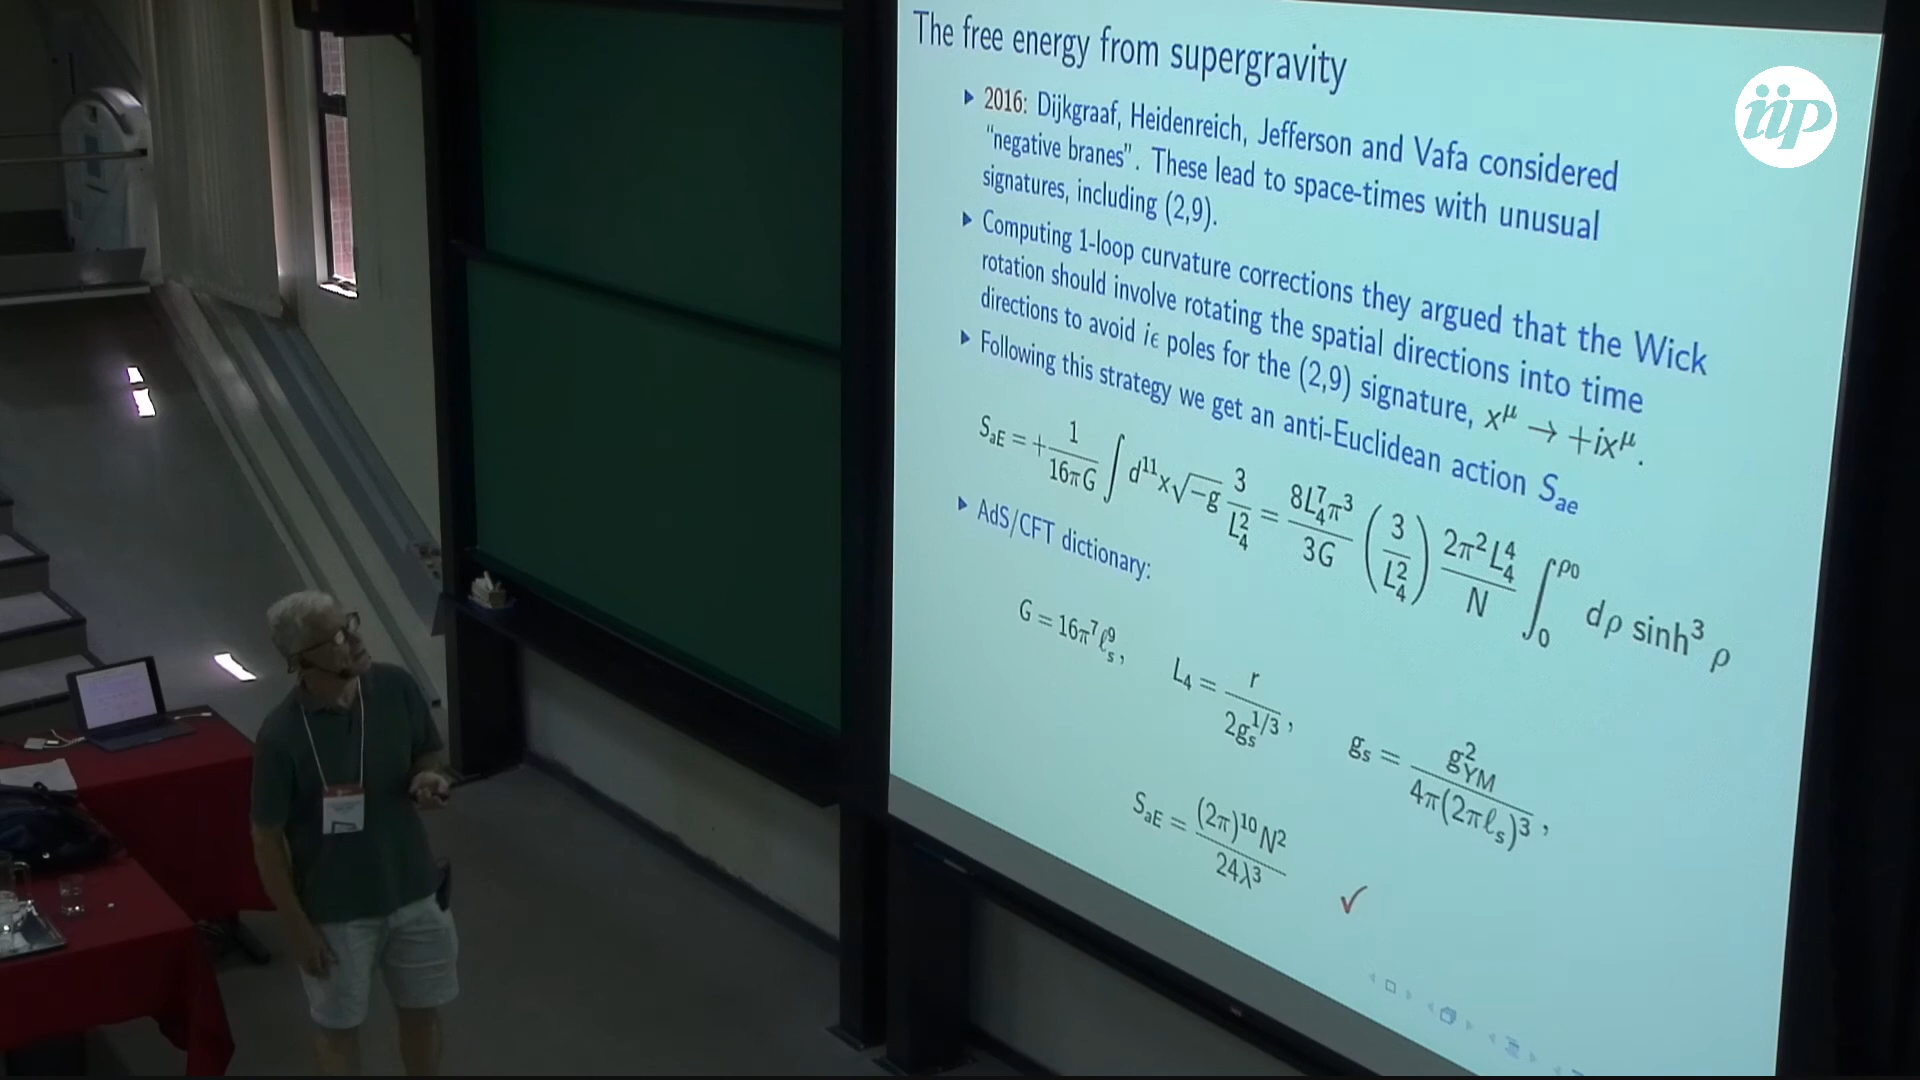 The free energy from supergravity
iip
▶ 2016: Dijkgraaf, Heidenreich, Jefferson and Vafa considered
"negative branes". These lead to space-times with unusual
signatures, including (2,9).
▶ Computing 1-loop curvature corrections they argued that the Wick
rotation should involve rotating the spatial directions into time
directions to avoid iϵ poles for the (2,9) signature, x^μ → +ix^μ.
▶ Following this strategy we get an anti-Euclidean action S_ae
S_aE = + 1/(16πG) ∫ d^11 x √−g 3/L_4^2 = (8L_4^7 π^3)/(3G) (3/L_4^2) (2π^2 L_4^4)/N ∫_0^ρ0 dρ sinh^3 ρ
▶ AdS/CFT dictionary:
G = 16π^7 ℓ_s^9, L_4 = r/(2g_s^1/3), g_s = g_YM^2/(4π(2πℓ_s)^3),
S_aE = ((2π)^10 N^2)/(24λ^3) ✓